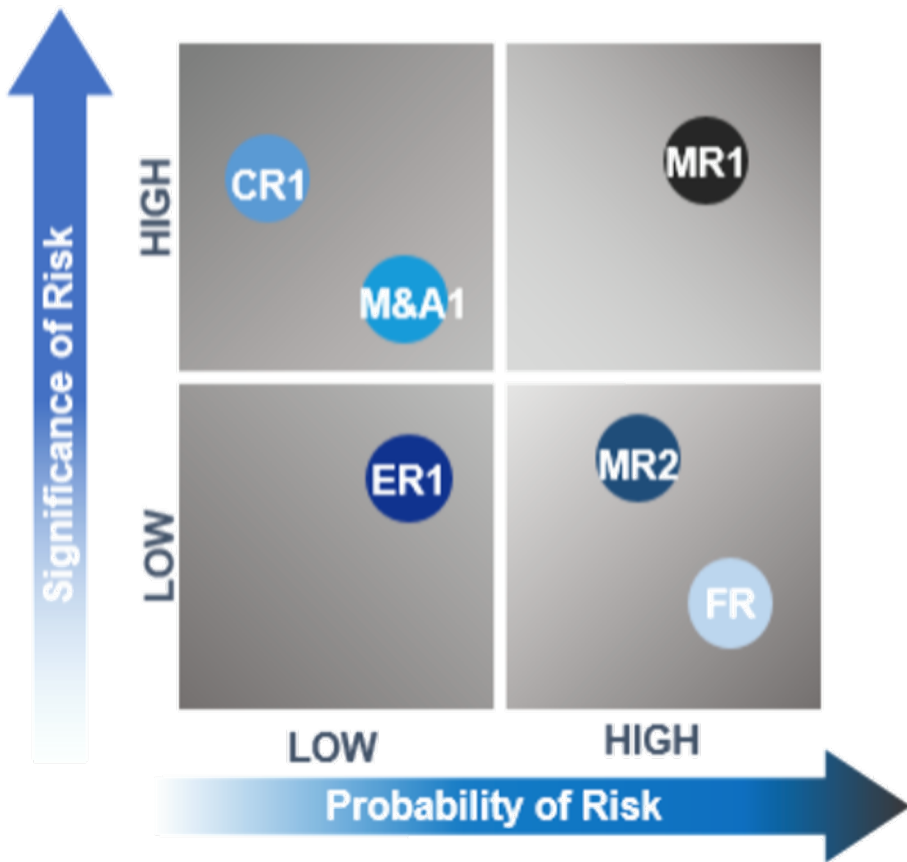 Significance of Risk
HIGH
LOW
CR1
M&A1
MR1
ER1
MR2
FR
LOW
HIGH
Probability of Risk